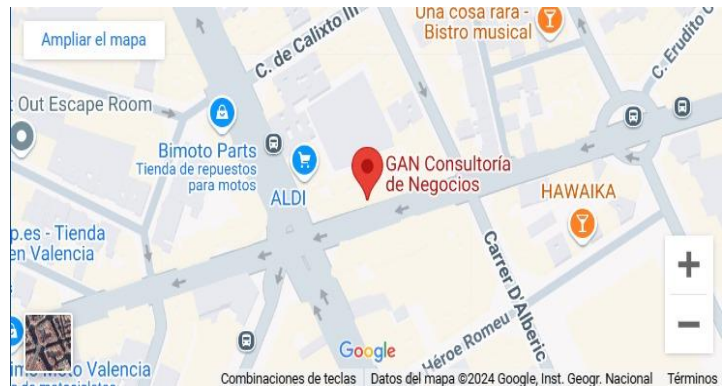 Una cosa rara -
Bistro musical
Ampliar el mapa
C. de Calixto III
C. Erudito O
t Out Escape Room
Bimoto Parts
Tienda de repuestos
para motos
ALDI
GAN Consultoría
de Negocios
HAWAIKA
p.es - Tienda
en Valencia
Carrer D'Alberic
Héroe Romeu
Google
Moto Valencia
Combinaciones de teclas Datos del mapa ©2024 Google, Inst. Geogr. Nacional Términos